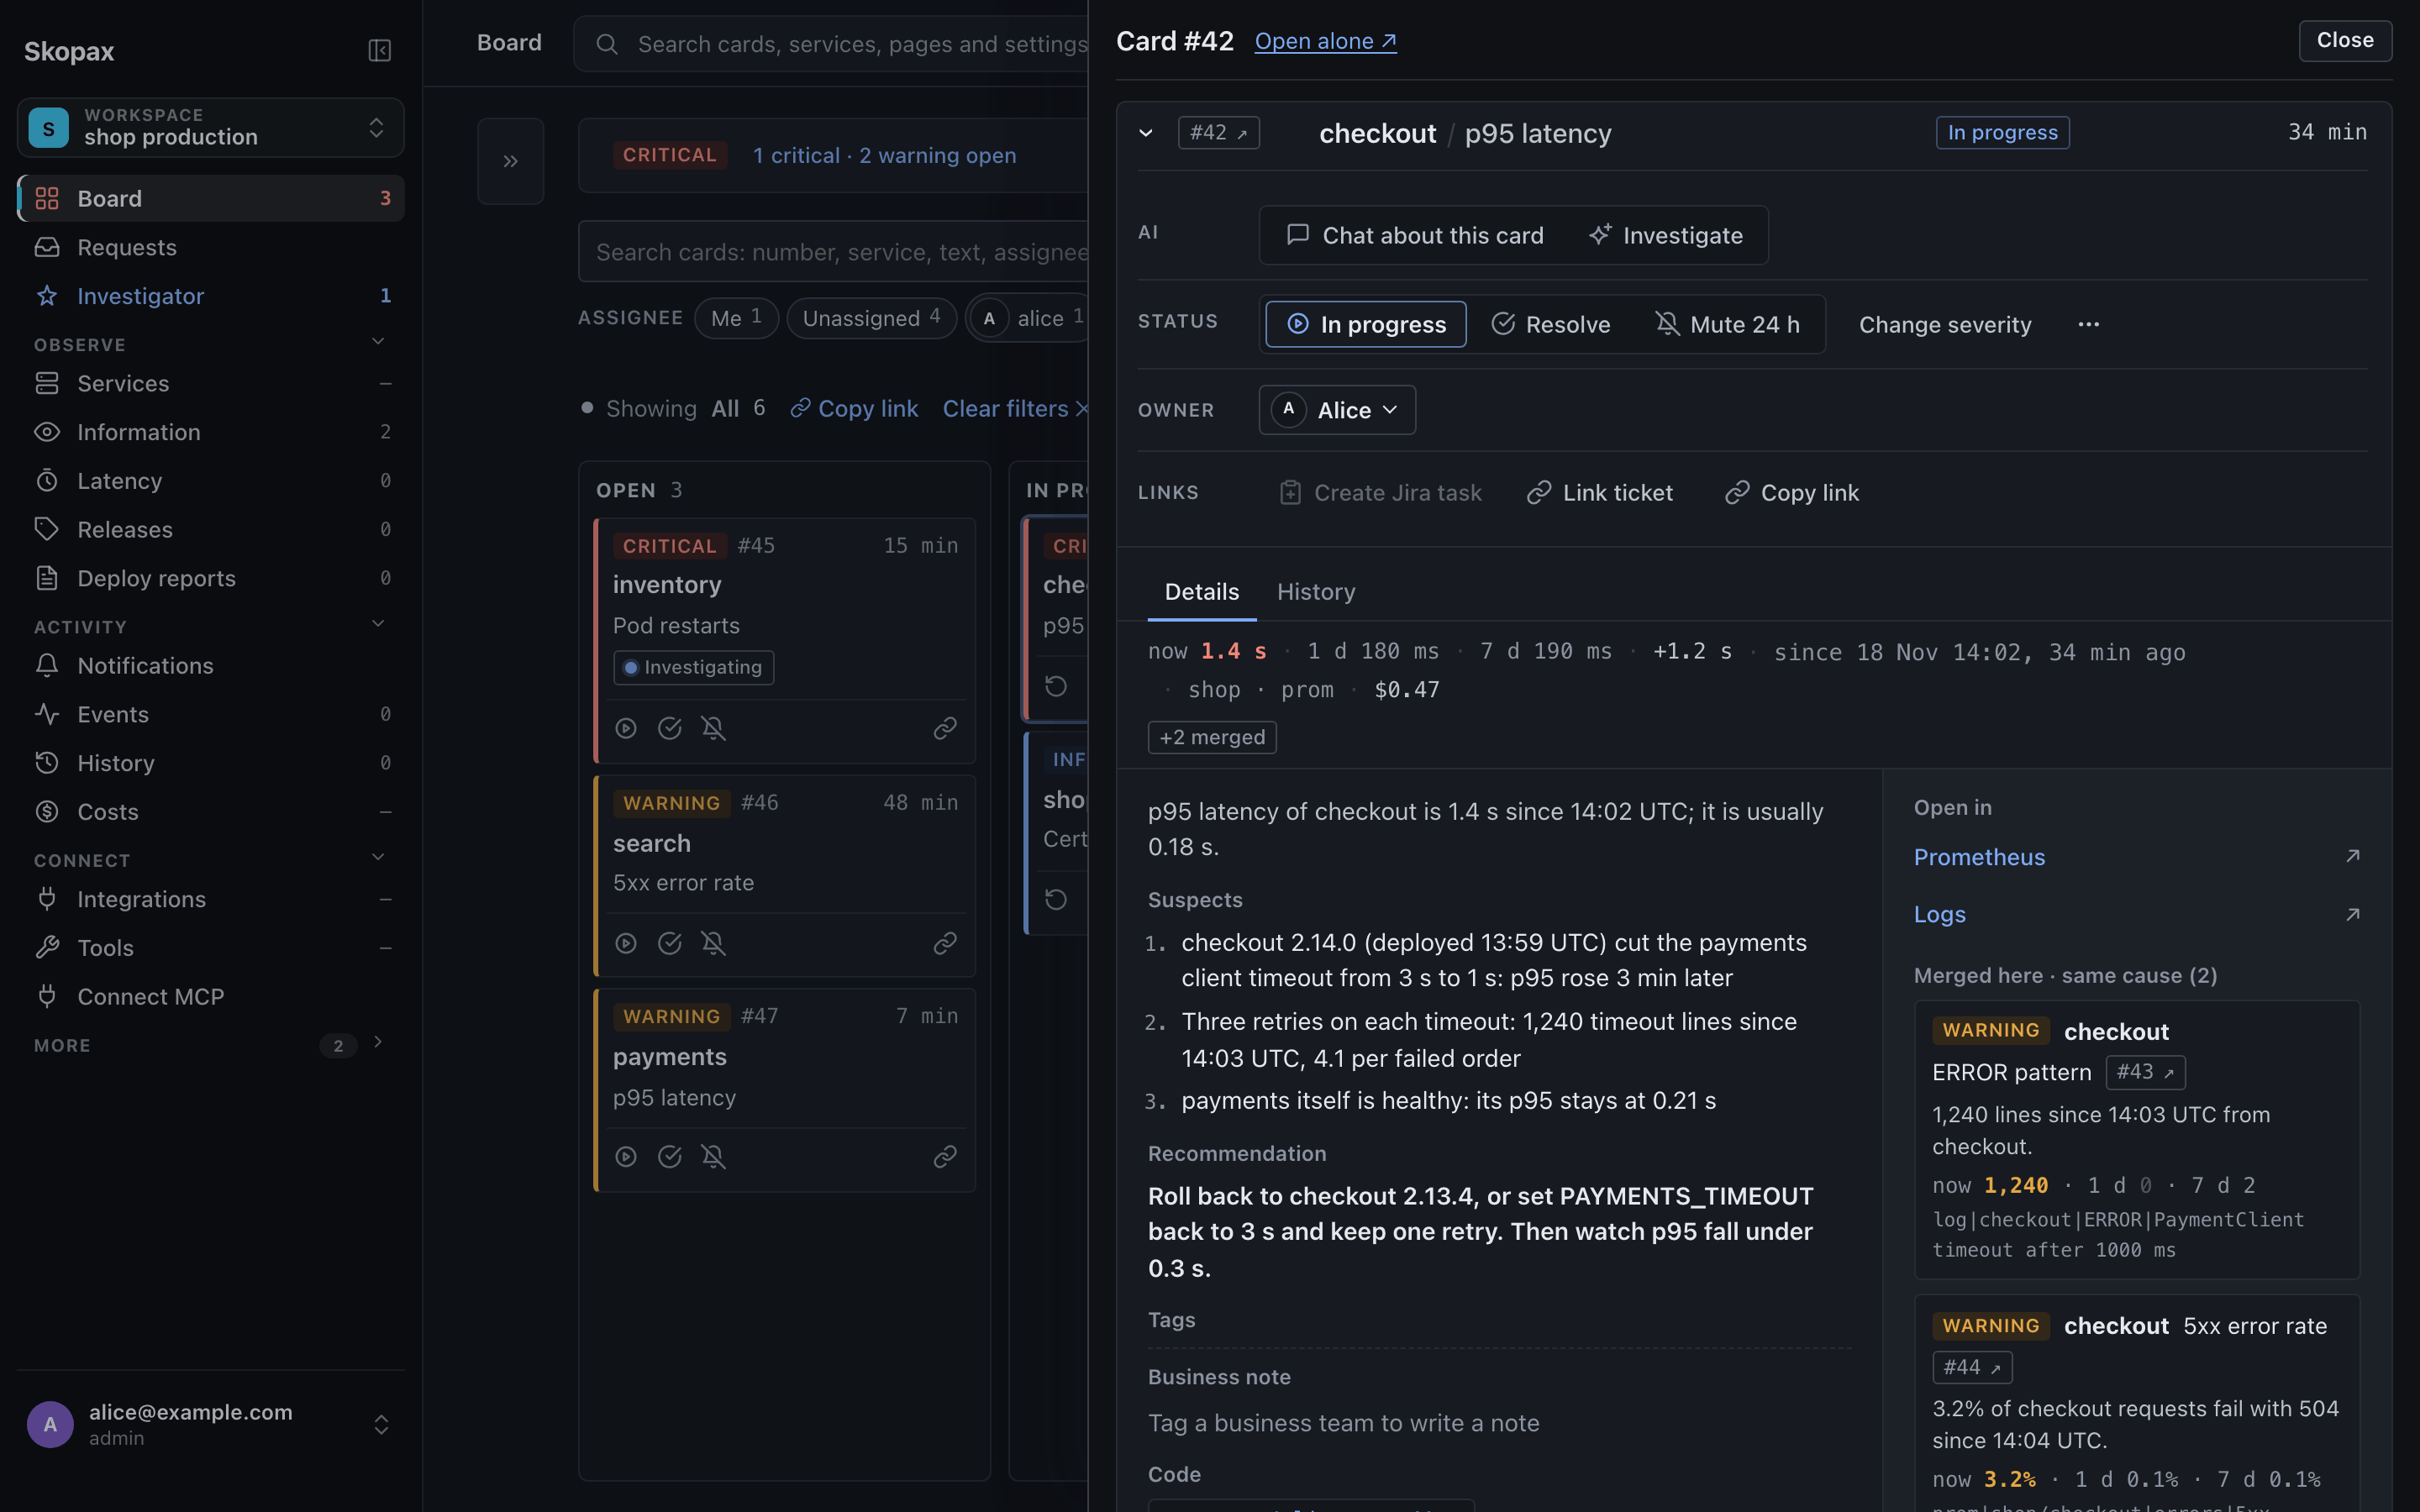 Skopax
S
WORKSPACE
shop production
Board 3
Requests
Investigator 1
OBSERVE
Services –
Information 2
Latency 0
Releases 0
Deploy reports 0
ACTIVITY
Notifications
Events 0
History 0
Costs –
CONNECT
Integrations –
Tools –
Connect MCP
MORE 2
A
alice@example.com
admin
Board
Search cards, services, pages and settings
CRITICAL 1 critical · 2 warning open
Search cards: number, service, text, assignee
ASSIGNEE Me 1 Unassigned 4 A alice 1
Showing All 6 Copy link Clear filters
OPEN 3
CRITICAL #45 15 min
inventory
Pod restarts
Investigating
WARNING #46 48 min
search
5xx error rate
WARNING #47 7 min
payments
p95 latency
IN PR
CRI
che
p95
INF
sho
Cert
Card #42 Open alone ↗ Close
#42 ↗ checkout / p95 latency In progress 34 min
AI Chat about this card Investigate
STATUS In progress Resolve Mute 24 h Change severity ···
OWNER A Alice
LINKS Create Jira task Link ticket Copy link
Details History
now 1.4 s · 1 d 180 ms · 7 d 190 ms · +1.2 s · since 18 Nov 14:02, 34 min ago
· shop · prom · $0.47
+2 merged
p95 latency of checkout is 1.4 s since 14:02 UTC; it is usually
0.18 s.
Suspects
1. checkout 2.14.0 (deployed 13:59 UTC) cut the payments
client timeout from 3 s to 1 s: p95 rose 3 min later
2. Three retries on each timeout: 1,240 timeout lines since
14:03 UTC, 4.1 per failed order
3. payments itself is healthy: its p95 stays at 0.21 s
Recommendation
Roll back to checkout 2.13.4, or set PAYMENTS_TIMEOUT
back to 3 s and keep one retry. Then watch p95 fall under
0.3 s.
Tags
Business note
Tag a business team to write a note
Code
Open in
Prometheus ↗
Logs ↗
Merged here · same cause (2)
WARNING checkout
ERROR pattern #43 ↗
1,240 lines since 14:03 UTC from
checkout.
now 1,240 · 1 d 0 · 7 d 2
log|checkout|ERROR|PaymentClient
timeout after 1000 ms
WARNING checkout 5xx error rate
#44 ↗
3.2% of checkout requests fail with 504
since 14:04 UTC.
now 3.2% · 1 d 0.1% · 7 d 0.1%